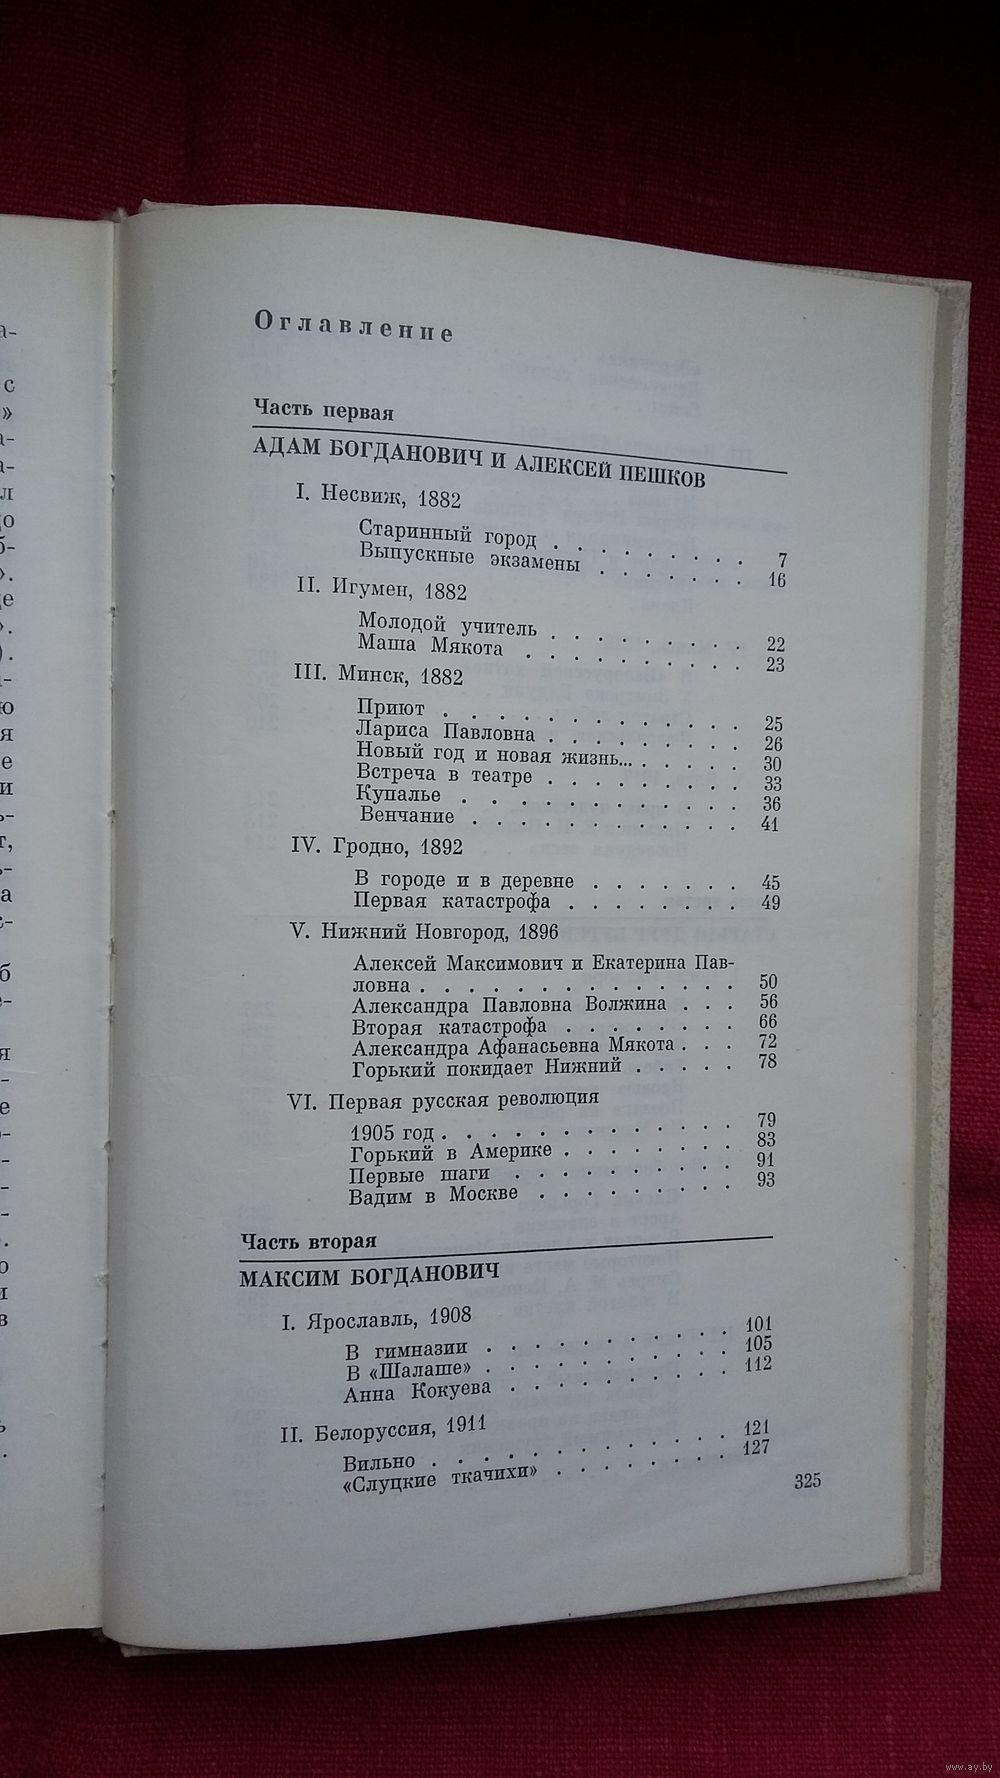 Оглавление
Часть первая
АДАМ БОГДАНОВИЧ И АЛЕКСЕЙ ПЕШКОВ
I. Несвиж, 1882
Старинный город . . . . . . . . . 7
Выпускные экзамены . . . . . . . 16
II. Игумен, 1882
Молодой учитель . . . . . . . . . 22
Маша Мякота . . . . . . . . . . 23
III. Минск, 1882
Приют . . . . . . . . . . . . . 25
Лариса Павловна . . . . . . . . . 26
Новый год и новая жизнь... . . . . . 30
Встреча в театре . . . . . . . . . 33
Купалье . . . . . . . . . . . . 36
Венчание . . . . . . . . . . . . 41
IV. Гродно, 1892
В городе и в деревне . . . . . . . 45
Первая катастрофа . . . . . . . . 49
V. Нижний Новгород, 1896
Алексей Максимович и Екатерина Пав-
ловна . . . . . . . . . . . . . . 50
Александра Павловна Волжина . . . 56
Вторая катастрофа . . . . . . . . 66
Александра Афанасьевна Мякота . . . 72
Горький покидает Нижний . . . . . 78
VI. Первая русская революция
1905 год . . . . . . . . . . . . . 79
Горький в Америке . . . . . . . . 83
Первые шаги . . . . . . . . . . 91
Вадим в Москве . . . . . . . . . 93
Часть вторая
МАКСИМ БОГДАНОВИЧ
I. Ярославль, 1908
В гимназии . . . . . . . . . . . 101
В «Шалаше» . . . . . . . . . . . 105
Анна Кокуева . . . . . . . . . . 112
II. Белоруссия, 1911
Вильно . . . . . . . . . . . . . 121
«Слуцкие ткачихи» . . . . . . . . 127
325
www.ay.by